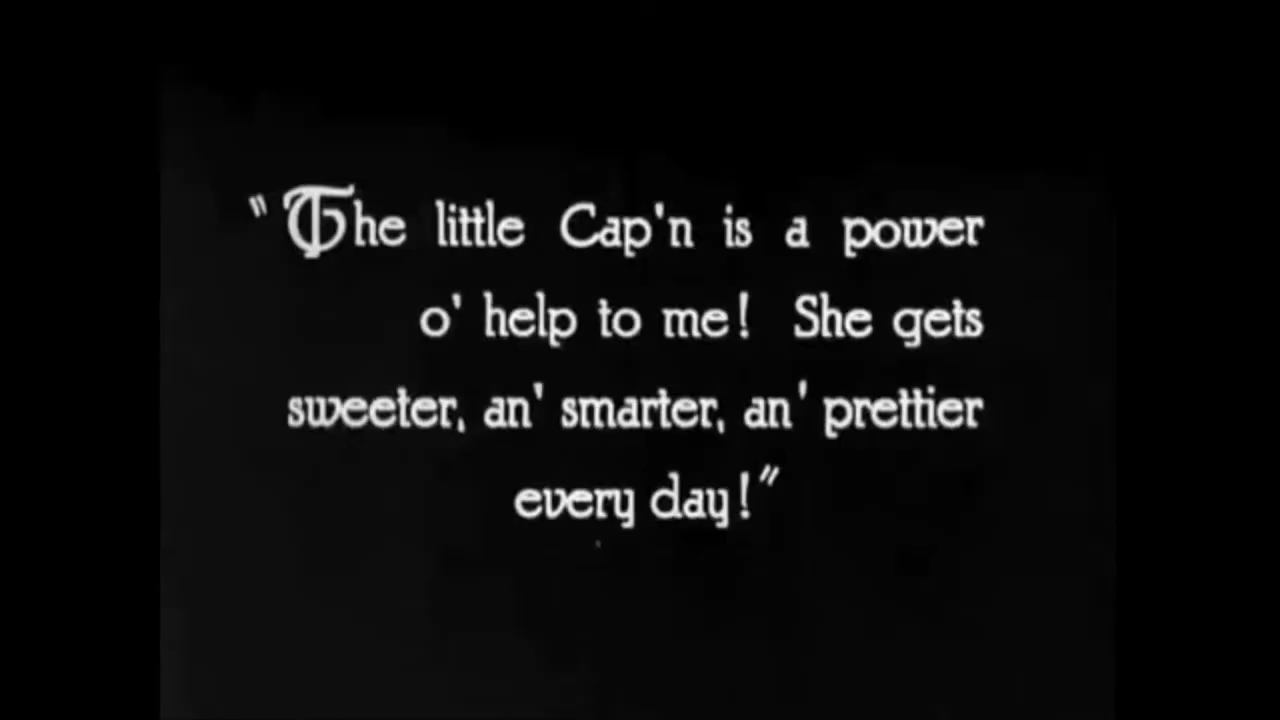 "The little Cap'n is a power
o' help to me! She gets
sweeter, an' smarter, an' prettier
every day!"